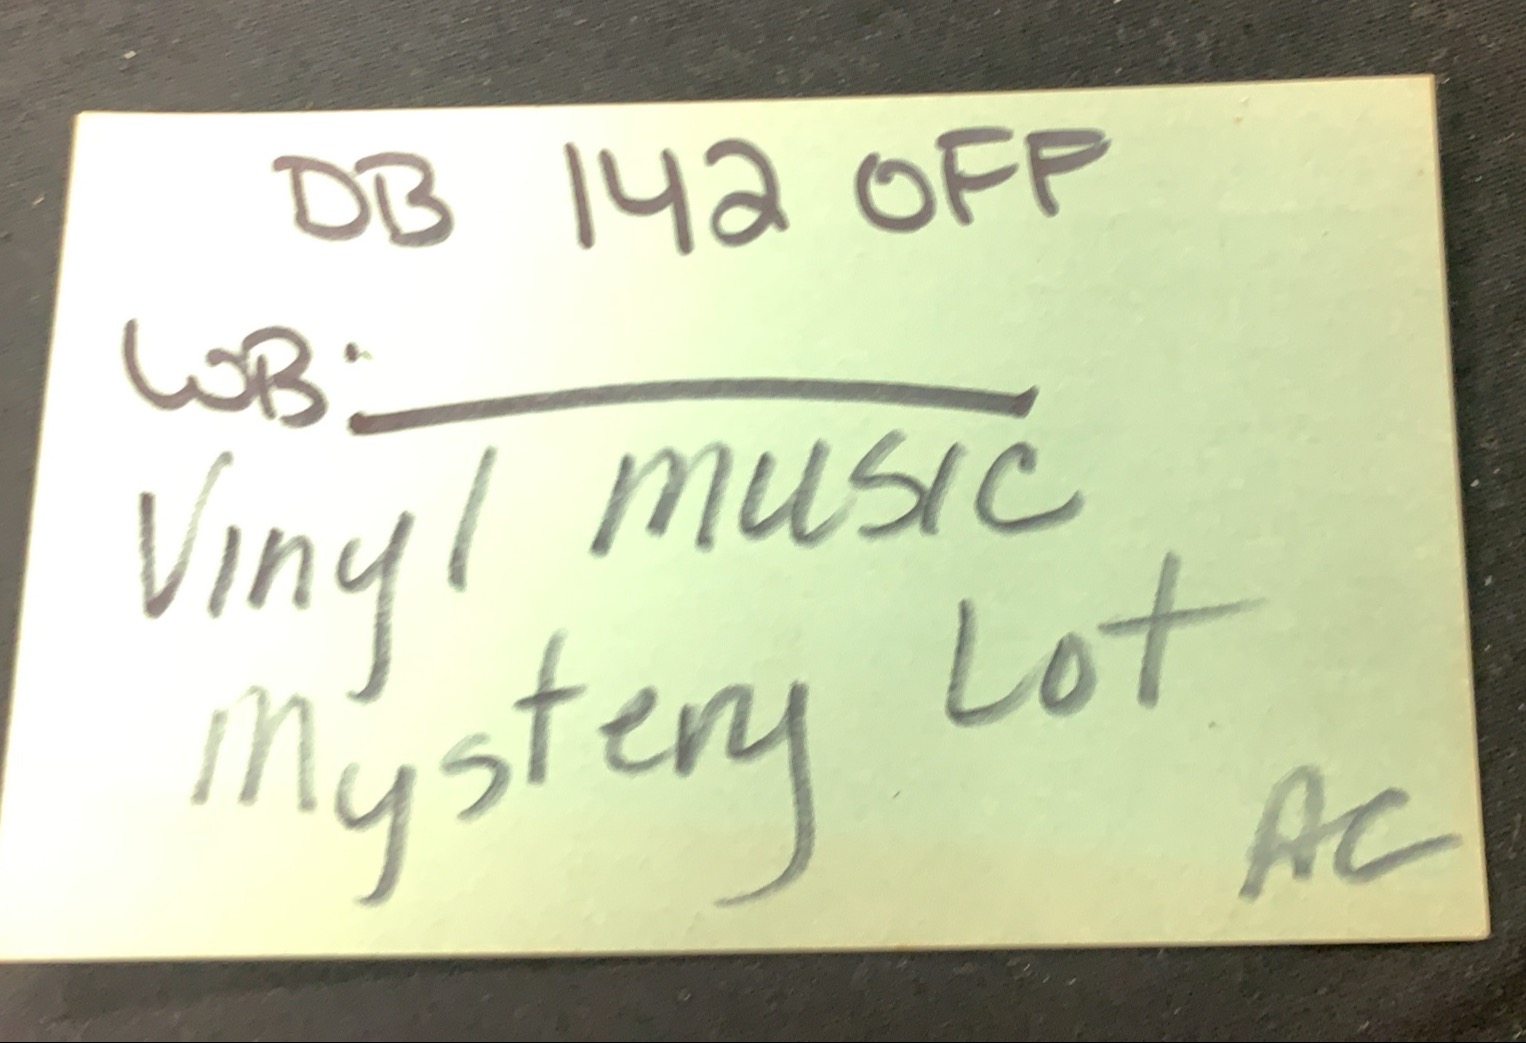 DB 142 OFF
WB:
Vinyl music
mystery Lot
AC